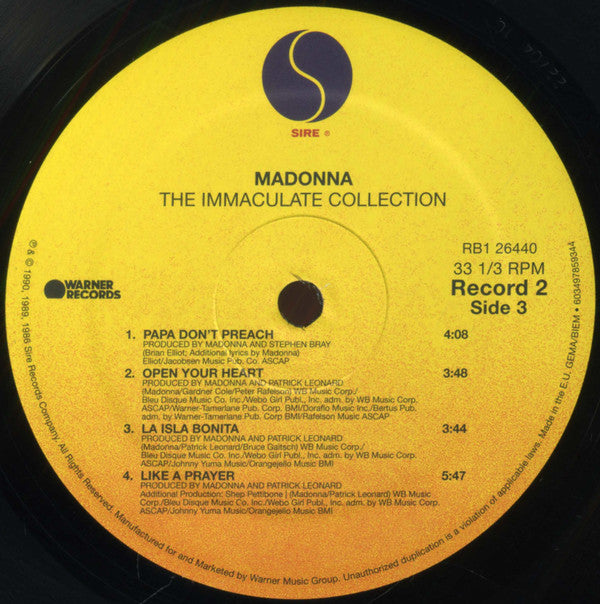 SIRE ®
MADONNA
THE IMMACULATE COLLECTION
RB1 26440
33 1/3 RPM
Record 2
Side 3
WARNER
RECORDS
1. PAPA DON'T PREACH 4:08
PRODUCED BY MADONNA AND STEPHEN BRAY
(Brian Elliot; Additional lyrics by Madonna)
Elliot/Jacobsen Music Pub. Co. ASCAP
2. OPEN YOUR HEART 3:48
PRODUCED BY MADONNA AND PATRICK LEONARD
(Madonna/Gardner Cole/Peter Rafelson) WB Music Corp./
Bleu Disque Music Co. Inc./Webo Girl Publ., Inc. adm. by WB Music Corp.
ASCAP/Warner-Tamerlane Pub. Corp. BMI/Doraflo Music Inc./Bertus Pub.
adm. by Warner-Tamerlane Pub. Corp BMI/Rafelson Music ASCAP
3. LA ISLA BONITA 3:44
PRODUCED BY MADONNA AND PATRICK LEONARD
(Madonna/Patrick Leonard/Bruce Gaitsch) WB Music Corp./
Bleu Disque Music Co. Inc./Webo Girl Publ., Inc. adm. by WB Music Corp.
ASCAP/Johnny Yuma Music/Orangejello Music BMI
4. LIKE A PRAYER 5:47
PRODUCED BY MADONNA AND PATRICK LEONARD
Additional Production: Shep Pettibone | (Madonna/Patrick Leonard) WB Music
Corp./Bleu Disque Music Co. Inc./Webo Girl Publ., Inc. adm. by WB Music Corp.
ASCAP/Johnny Yuma Music/Orangejello Music BMI
℗ & © 1990, 1989, 1986 Sire Records Company. All Rights Reserved. Manufactured for and Marketed by Warner Music Group. Unauthorized duplication is a violation of applicable laws. Made in the E.U. GEMA/BIEM • 603497859344